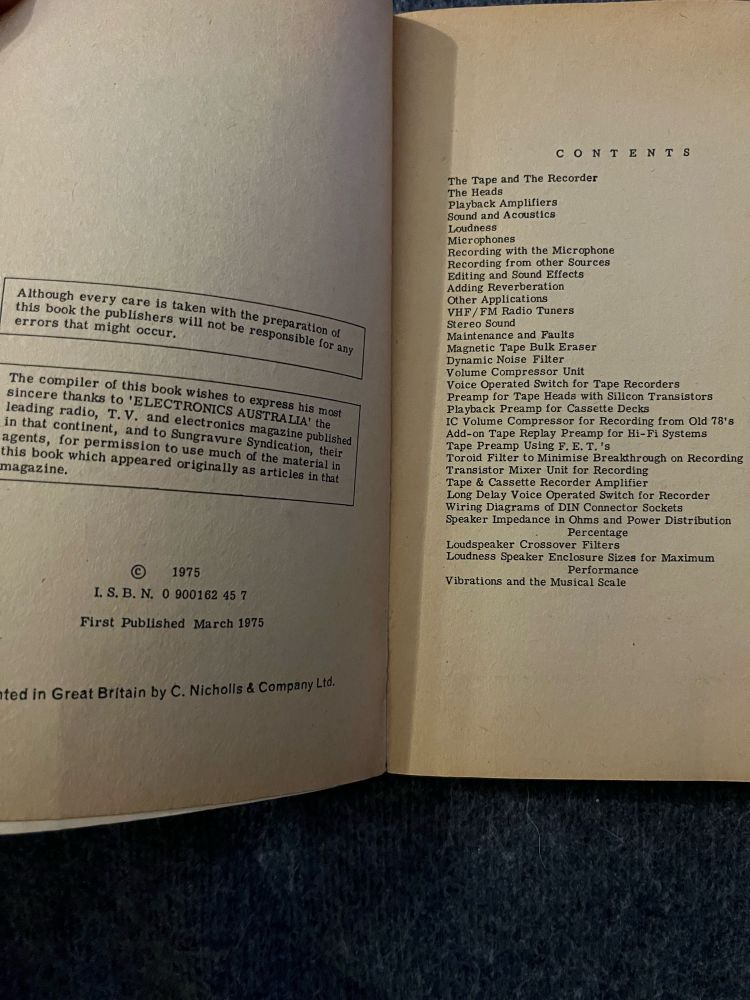 Although every care is taken with the preparation of
this book the publishers will not be responsible for any
errors that might occur.
The compiler of this book wishes to express his most
sincere thanks to 'ELECTRONICS AUSTRALIA' the
leading radio, T.V. and electronics magazine published
in that continent, and to Sungravure Syndication, their
agents, for permission to use much of the material in
this book which appeared originally as articles in that
magazine.
© 1975
I.S.B.N. 0 900162 45 7
First Published March 1975
in Great Britain by C. Nicholls & Company Ltd.
CONTENTS
The Tape and The Recorder
The Heads
Playback Amplifiers
Sound and Acoustics
Loudness
Microphones
Recording with the Microphone
Recording from other Sources
Editing and Sound Effects
Adding Reverberation
Other Applications
VHF/FM Radio Tuners
Stereo Sound
Maintenance and Faults
Magnetic Tape Bulk Eraser
Dynamic Noise Filter
Volume Compressor Unit
Voice Operated Switch for Tape Recorders
Preamp for Tape Heads with Silicon Transistors
Playback Preamp for Cassette Decks
IC Volume Compressor for Recording from Old 78's
Add-on Tape Replay Preamp for Hi-Fi Systems
Tape Preamp Using F.E.T.'s
Toroid Filter to Minimise Breakthrough on Recording
Transistor Mixer Unit for Recording
Tape & Cassette Recorder Amplifier
Long Delay Voice Operated Switch for Recorder
Wiring Diagrams of DIN Connector Sockets
Speaker Impedance in Ohms and Power Distribution
Percentage
Loudspeaker Crossover Filters
Loudness Speaker Enclosure Sizes for Maximum
Performance
Vibrations and the Musical Scale